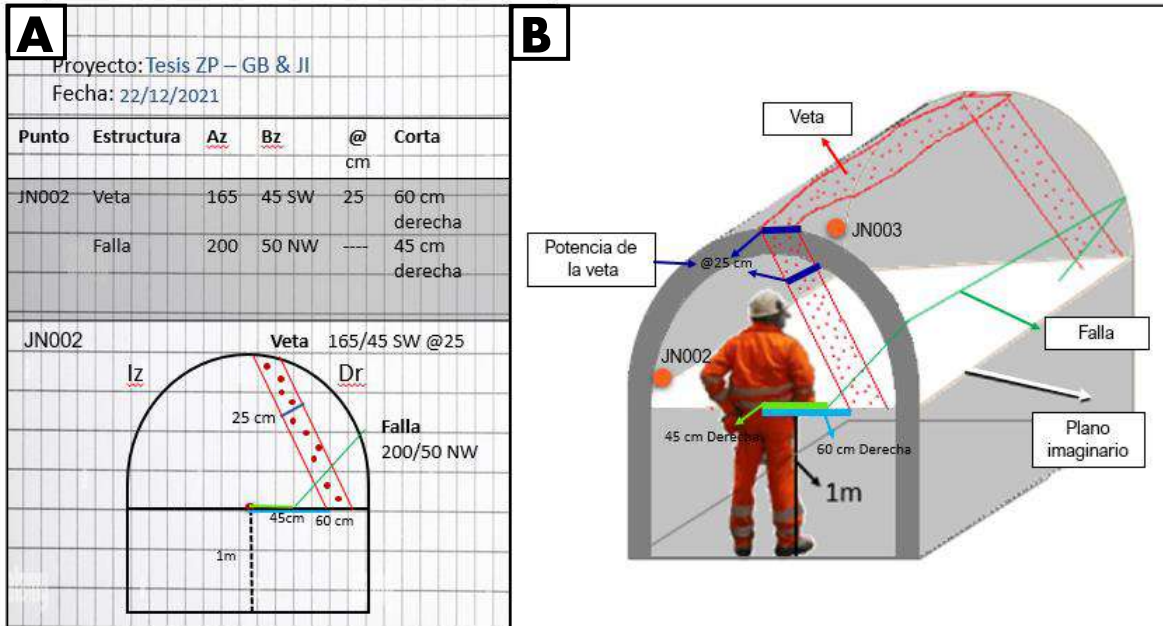 A
Proyecto: Tesis ZP – GB & JI
Fecha: 22/12/2021
Punto Estructura Az Bz @ cm Corta
JN002 Veta 165 45 SW 25 60 cm derecha
Falla 200 50 NW ---- 45 cm derecha
JN002
Veta 165/45 SW @25
Iz
Dr
25 cm
Falla
200/50 NW
45cm 60 cm
1m
B
Veta
JN003
Potencia de
la veta
@25 cm
Falla
JN002
45 cm Derecha
60 cm Derecha
Plano
imaginario
1m